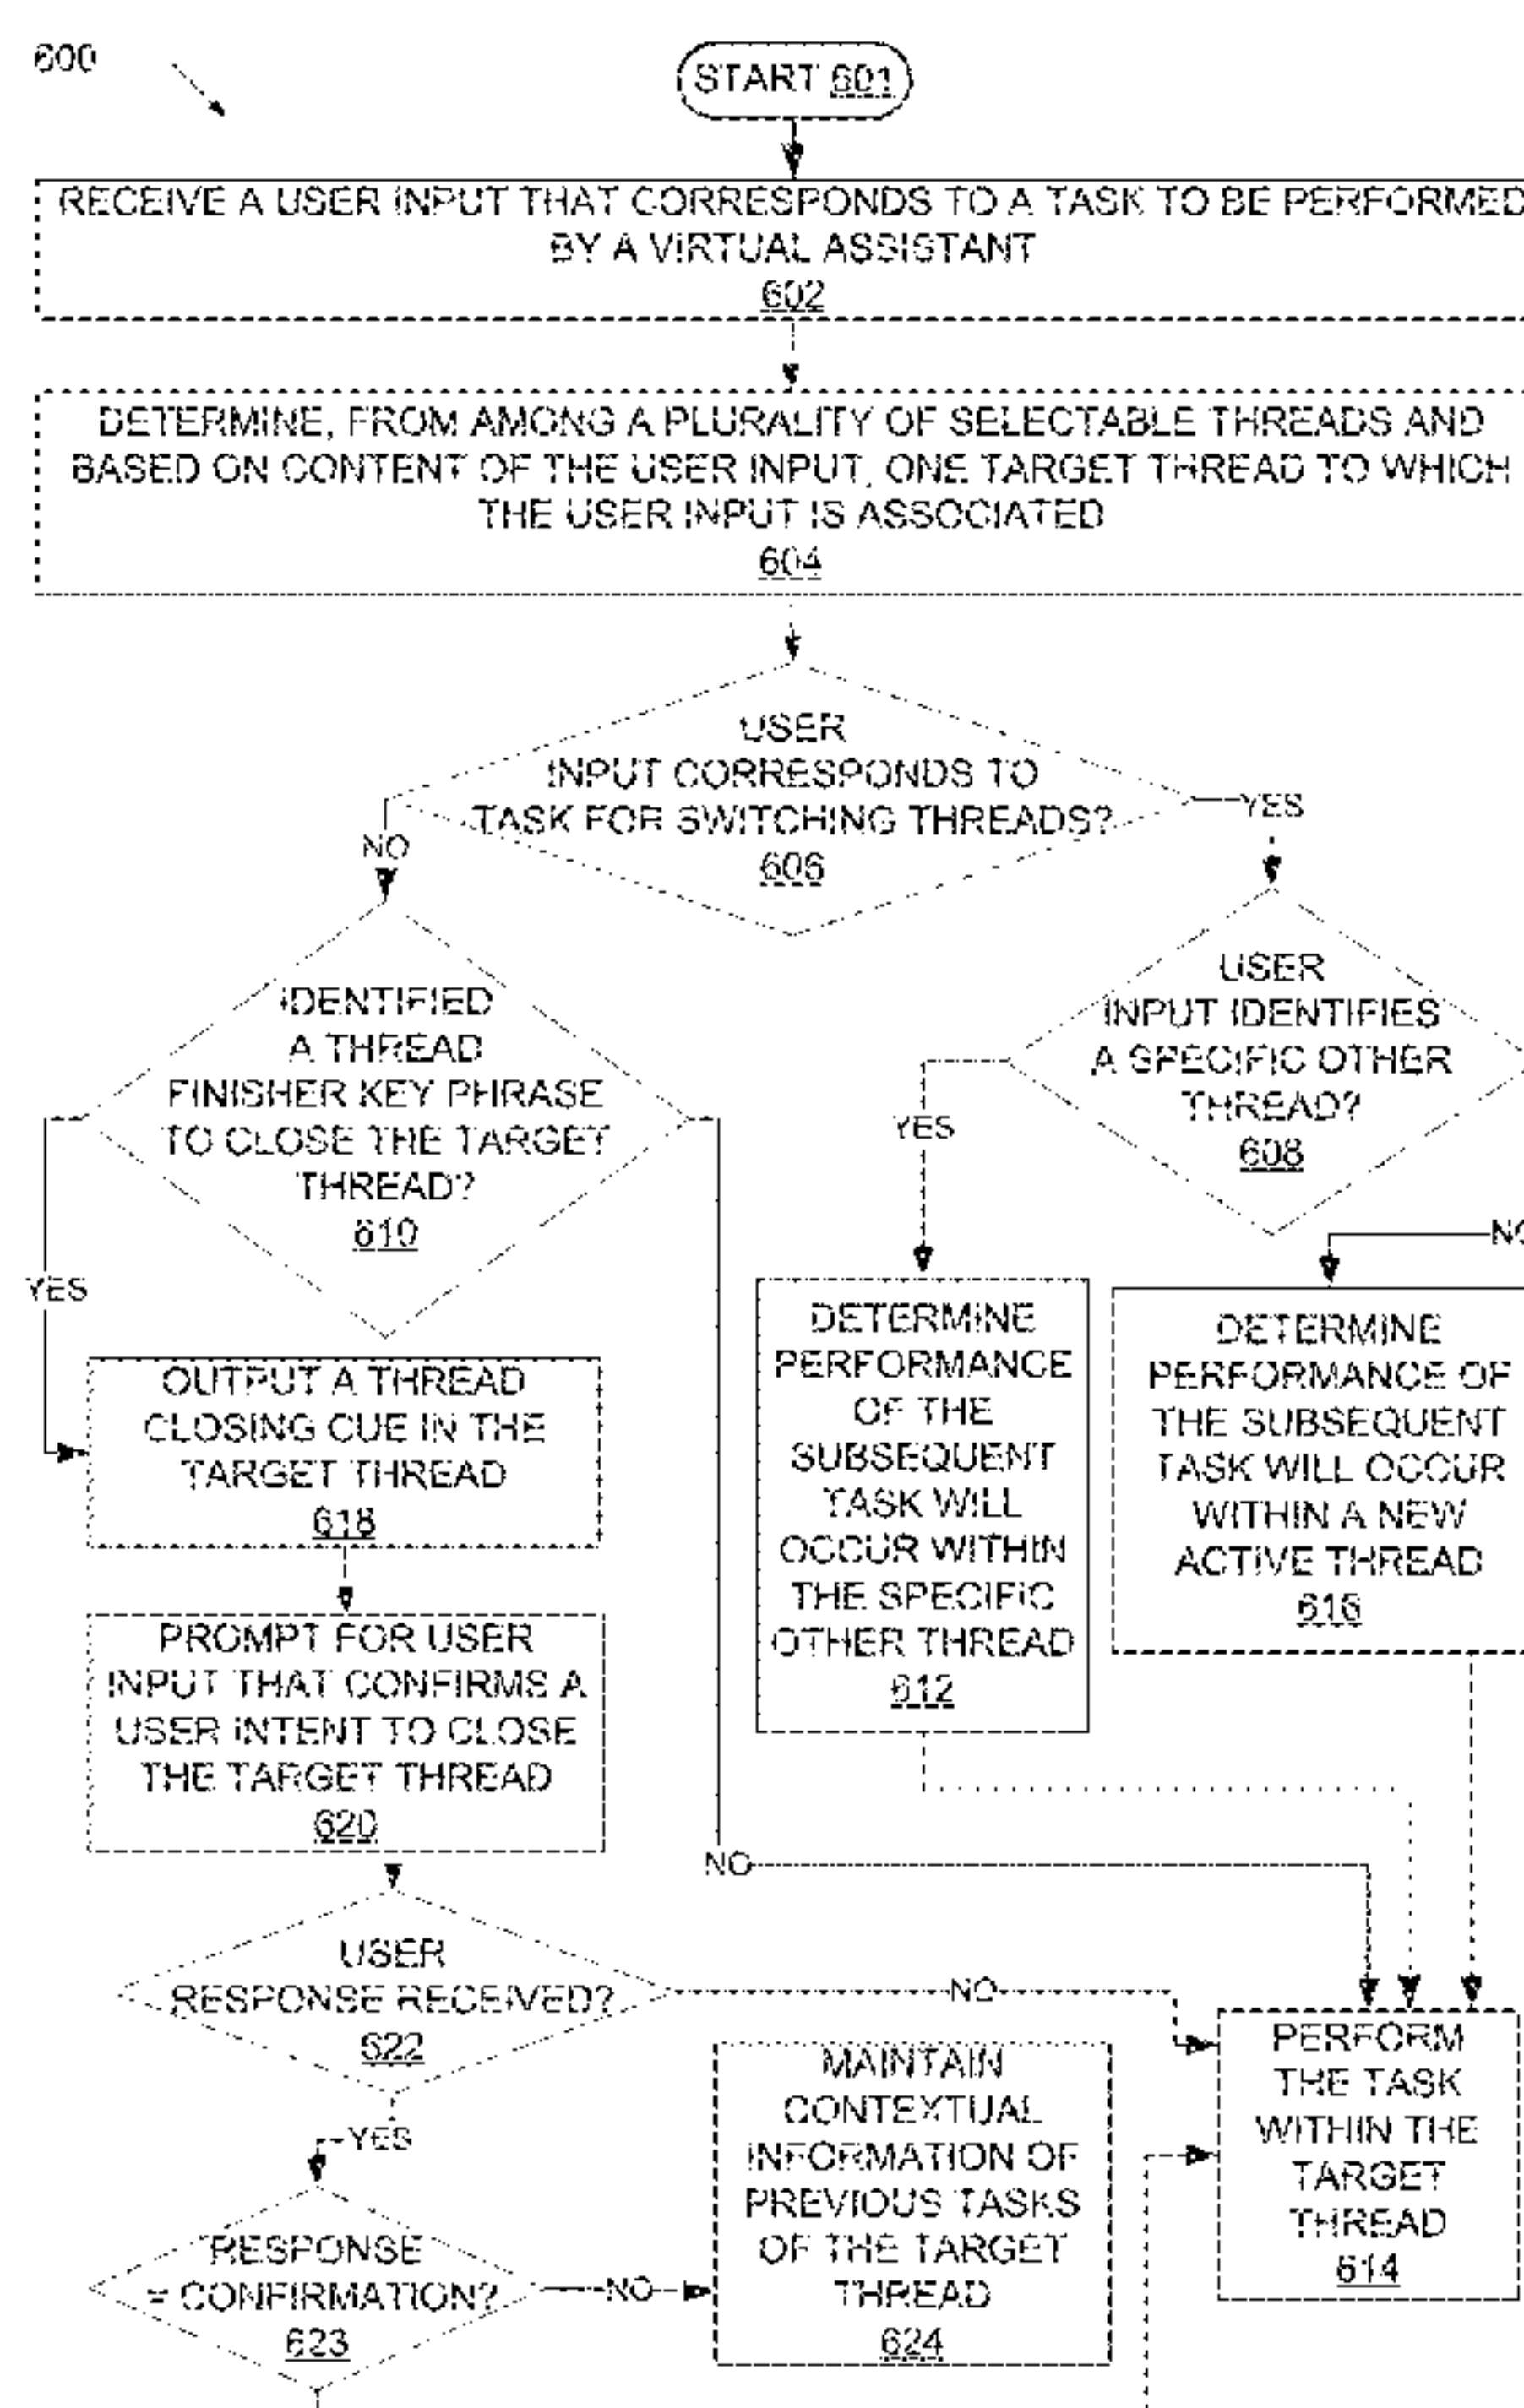 600
START 601
RECEIVE A USER INPUT THAT CORRESPONDS TO A TASK TO BE PERFORMED
BY A VIRTUAL ASSISTANT
602
DETERMINE, FROM AMONG A PLURALITY OF SELECTABLE THREADS AND
BASED ON CONTENT OF THE USER INPUT, ONE TARGET THREAD TO WHICH
THE USER INPUT IS ASSOCIATED
604
USER
INPUT CORRESPONDS TO
TASK FOR SWITCHING THREADS?
606
YES
NO
USER
INPUT IDENTIFIES
A SPECIFIC OTHER
THREAD?
608
IDENTIFIED
A THREAD
FINISHER KEY PHRASE
TO CLOSE THE TARGET
THREAD?
610
YES
NO
YES
DETERMINE
PERFORMANCE
OF THE
SUBSEQUENT
TASK WILL
OCCUR WITHIN
THE SPECIFIC
OTHER THREAD
612
DETERMINE
PERFORMANCE OF
THE SUBSEQUENT
TASK WILL OCCUR
WITHIN A NEW
ACTIVE THREAD
616
OUTPUT A THREAD
CLOSING CUE IN THE
TARGET THREAD
618
PROMPT FOR USER
INPUT THAT CONFIRMS A
USER INTENT TO CLOSE
THE TARGET THREAD
620
NO
USER
RESPONSE RECEIVED?
622
NO
YES
PERFORM
THE TASK
WITHIN THE
TARGET
THREAD
614
MAINTAIN
CONTEXTUAL
INFORMATION OF
PREVIOUS TASKS
OF THE TARGET
THREAD
624
RESPONSE
= CONFIRMATION?
623
NO